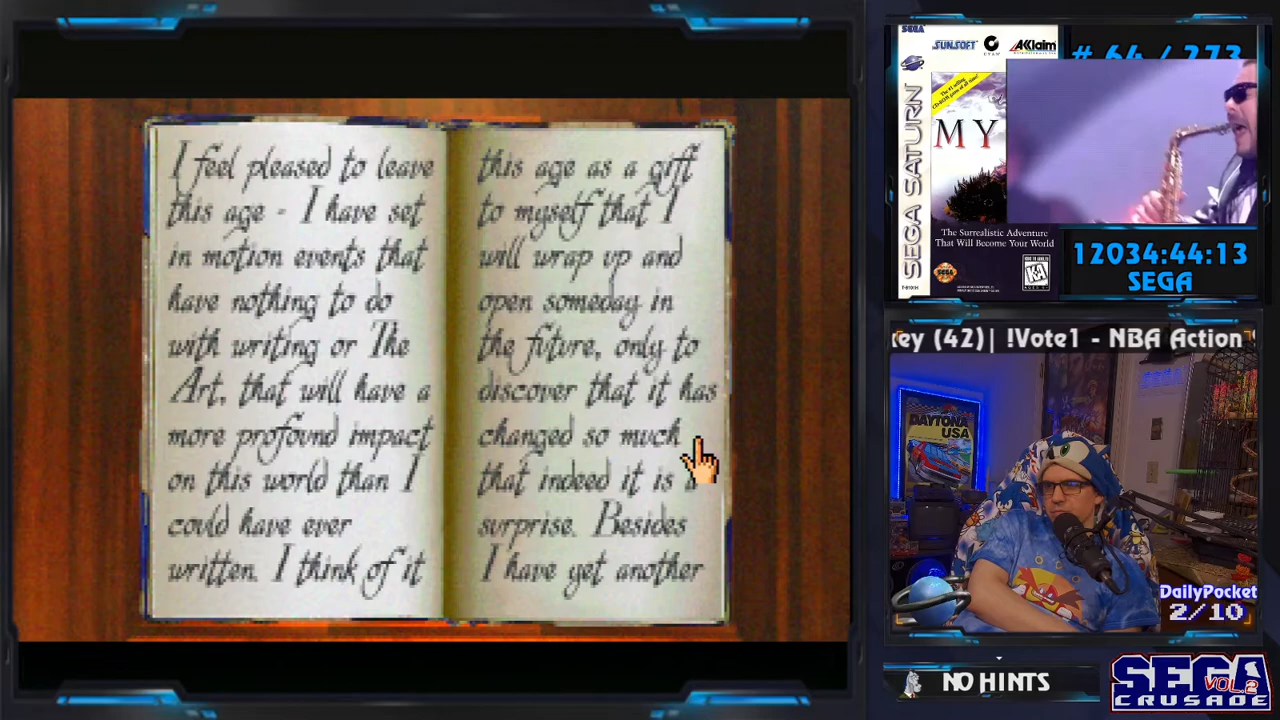 I feel pleased to leave
this age - I have set
in motion events that
have nothing to do
with writing or The
Art, that will have a
more profound impact
on this world than I
could have ever
written. I think of it
this age as a gift
to myself that I
will wrap up and
open someday in
the future, only to
discover that it has
changed so much
that indeed it is a
surprise. Besides
I have yet another
SEGA
SUNSOFT
CYAN
AKklaim
# 64 / 273
SEGA SATURN
MY
The Surrealistic Adventure
That Will Become Your World
SEGA
K-A
12034:44:13
SEGA
ey (42)| !Vote1 - NBA Action
DAYTONA
USA
DailyPocket
2/10
NO HINTS
SEGA
VOL.2
CRUSADE